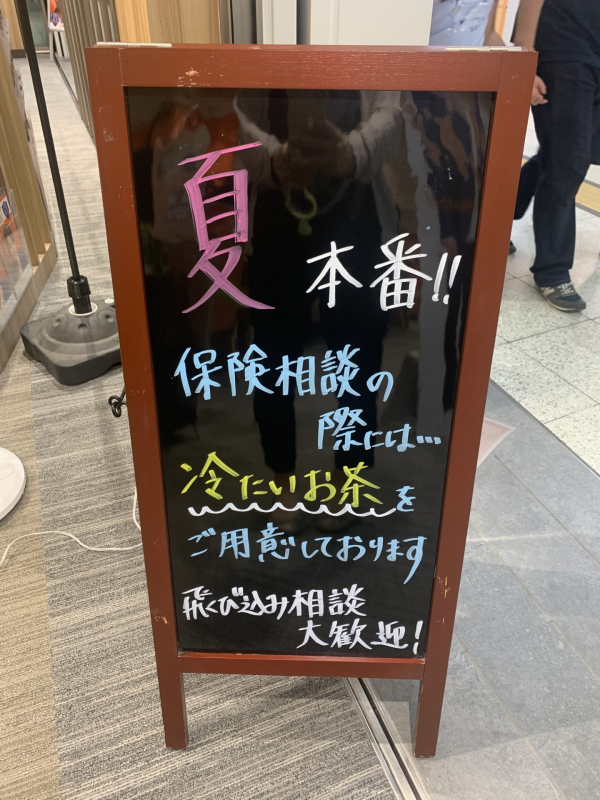 夏
本番!!
保険相談の
際には…
冷たいお茶を
ご用意しております
飛び込み相談
大歓迎!